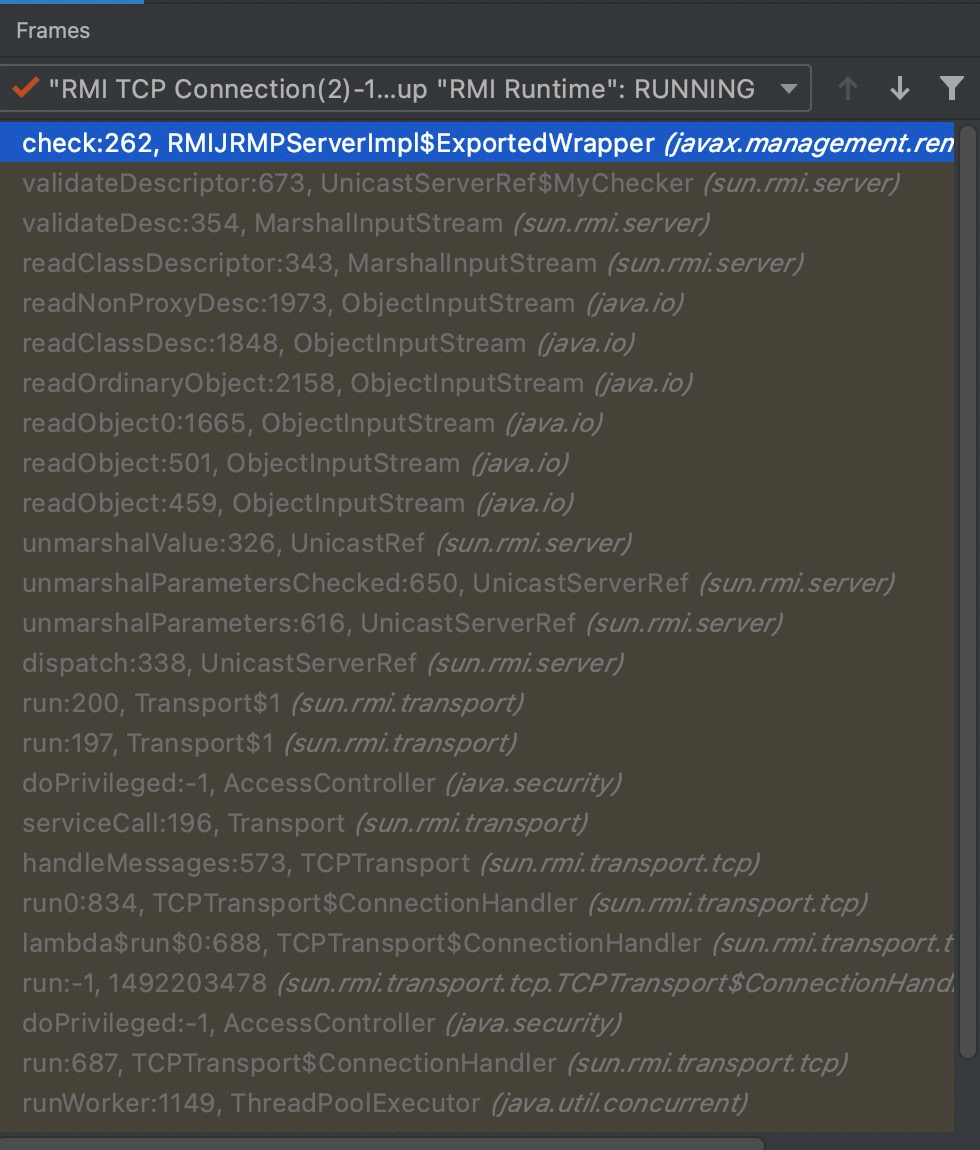 Frames
"RMI TCP Connection(2)-1...up "RMI Runtime": RUNNING
check:262, RMIJRMPServerImpl$ExportedWrapper (javax.management.rem
validateDescriptor:673, UnicastServerRef$MyChecker (sun.rmi.server)
validateDesc:354, MarshalInputStream (sun.rmi.server)
readClassDescriptor:343, MarshalInputStream (sun.rmi.server)
readNonProxyDesc:1973, ObjectInputStream (java.io)
readClassDesc:1848, ObjectInputStream (java.io)
readOrdinaryObject:2158, ObjectInputStream (java.io)
readObject0:1665, ObjectInputStream (java.io)
readObject:501, ObjectInputStream (java.io)
readObject:459, ObjectInputStream (java.io)
unmarshalValue:326, UnicastRef (sun.rmi.server)
unmarshalParametersChecked:650, UnicastServerRef (sun.rmi.server)
unmarshalParameters:616, UnicastServerRef (sun.rmi.server)
dispatch:338, UnicastServerRef (sun.rmi.server)
run:200, Transport$1 (sun.rmi.transport)
run:197, Transport$1 (sun.rmi.transport)
doPrivileged:-1, AccessController (java.security)
serviceCall:196, Transport (sun.rmi.transport)
handleMessages:573, TCPTransport (sun.rmi.transport.tcp)
run0:834, TCPTransport$ConnectionHandler (sun.rmi.transport.tcp)
lambda$run$0:688, TCPTransport$ConnectionHandler (sun.rmi.transport.t
run:-1, 1492203478 (sun.rmi.transport.tcp.TCPTransport$ConnectionHandl
doPrivileged:-1, AccessController (java.security)
run:687, TCPTransport$ConnectionHandler (sun.rmi.transport.tcp)
runWorker:1149, ThreadPoolExecutor (java.util.concurrent)